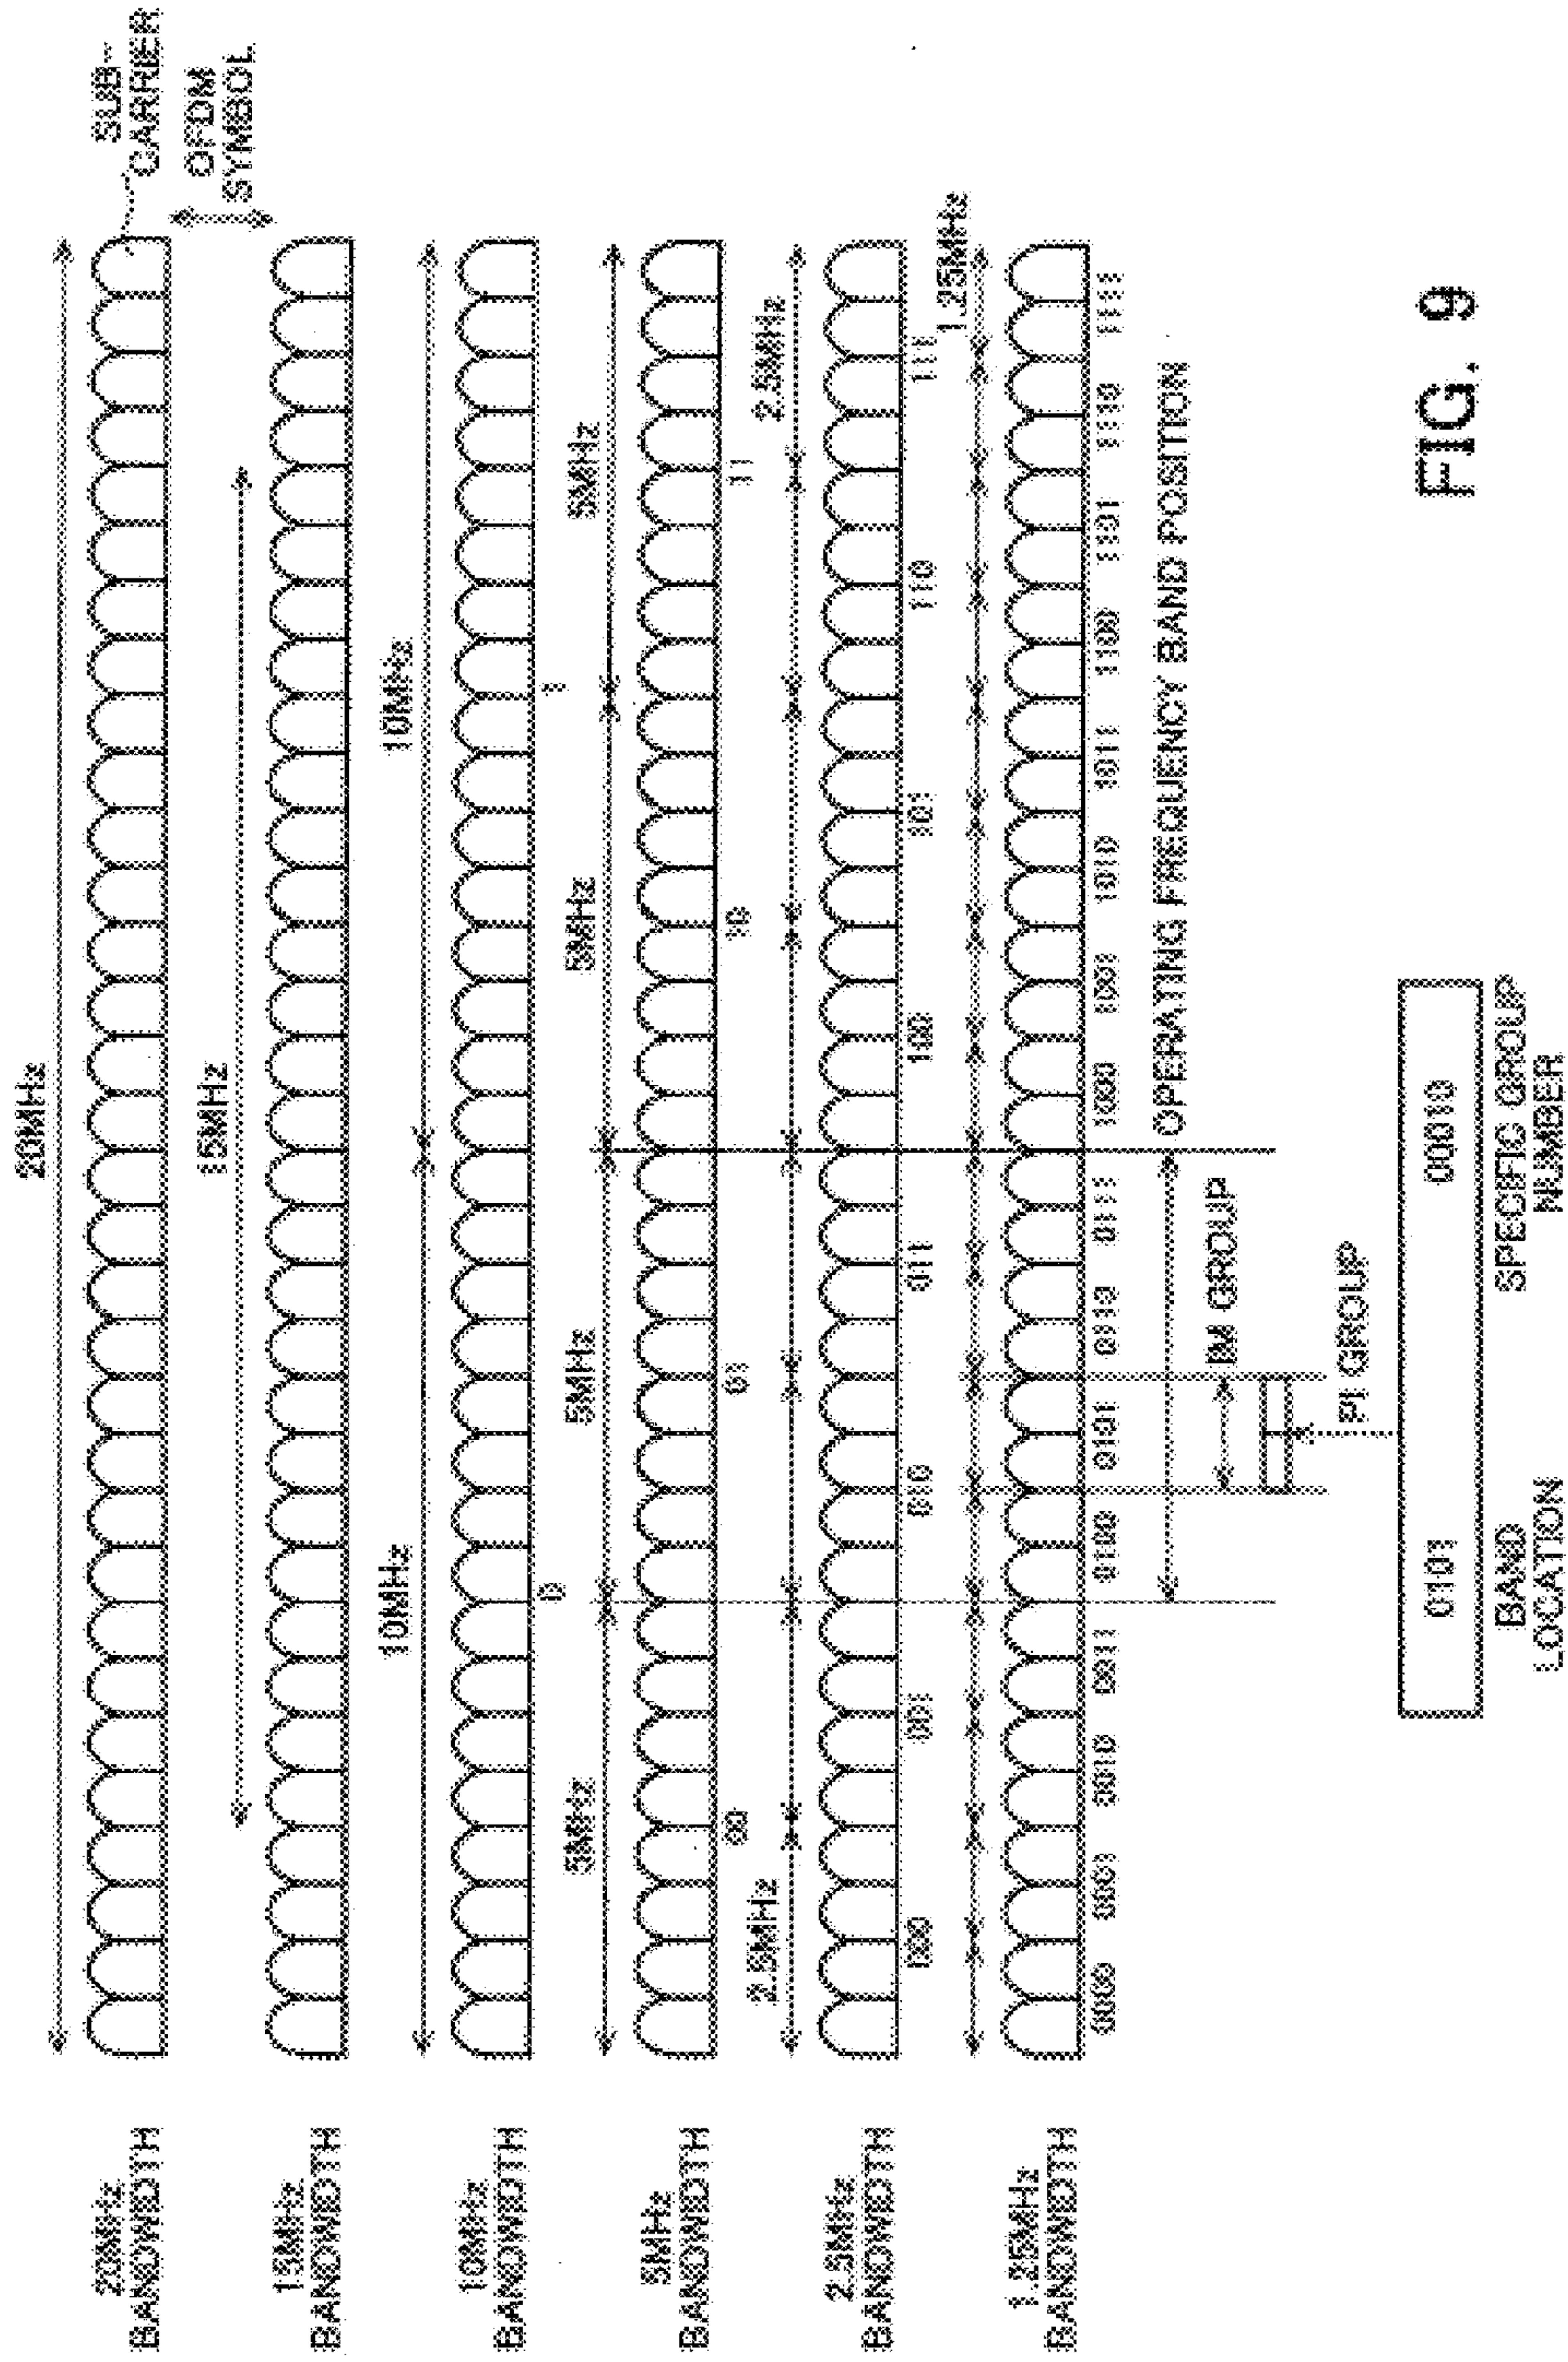 20MHz
BANDWIDTH
20MHz
SUB-
CARRIER
OFDM
SYMBOL
15MHz
BANDWIDTH
15MHz
10MHz
BANDWIDTH
10MHz
10MHz
0
1
5MHz
BANDWIDTH
5MHz
5MHz
5MHz
5MHz
00
01
10
11
2.5MHz
BANDWIDTH
2.5MHz
2.5MHz
000
001
010
011
100
101
110
111
1.25MHz
BANDWIDTH
1.25MHz
0000
0001
0010
0011
0100
0101
0110
0111
1000
1001
1010
1011
1100
1101
1110
1111
OPERATING FREQUENCY BAND POSITION
IM GROUP
PI GROUP
0101
00010
BAND
LOCATION
SPECIFIC GROUP
NUMBER
FIG. 9